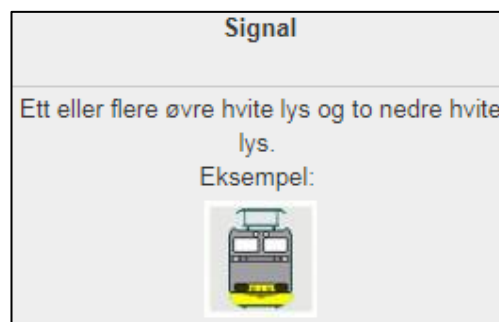 Signal
Ett eller flere øvre hvite lys og to nedre hvite
lys.
Eksempel: